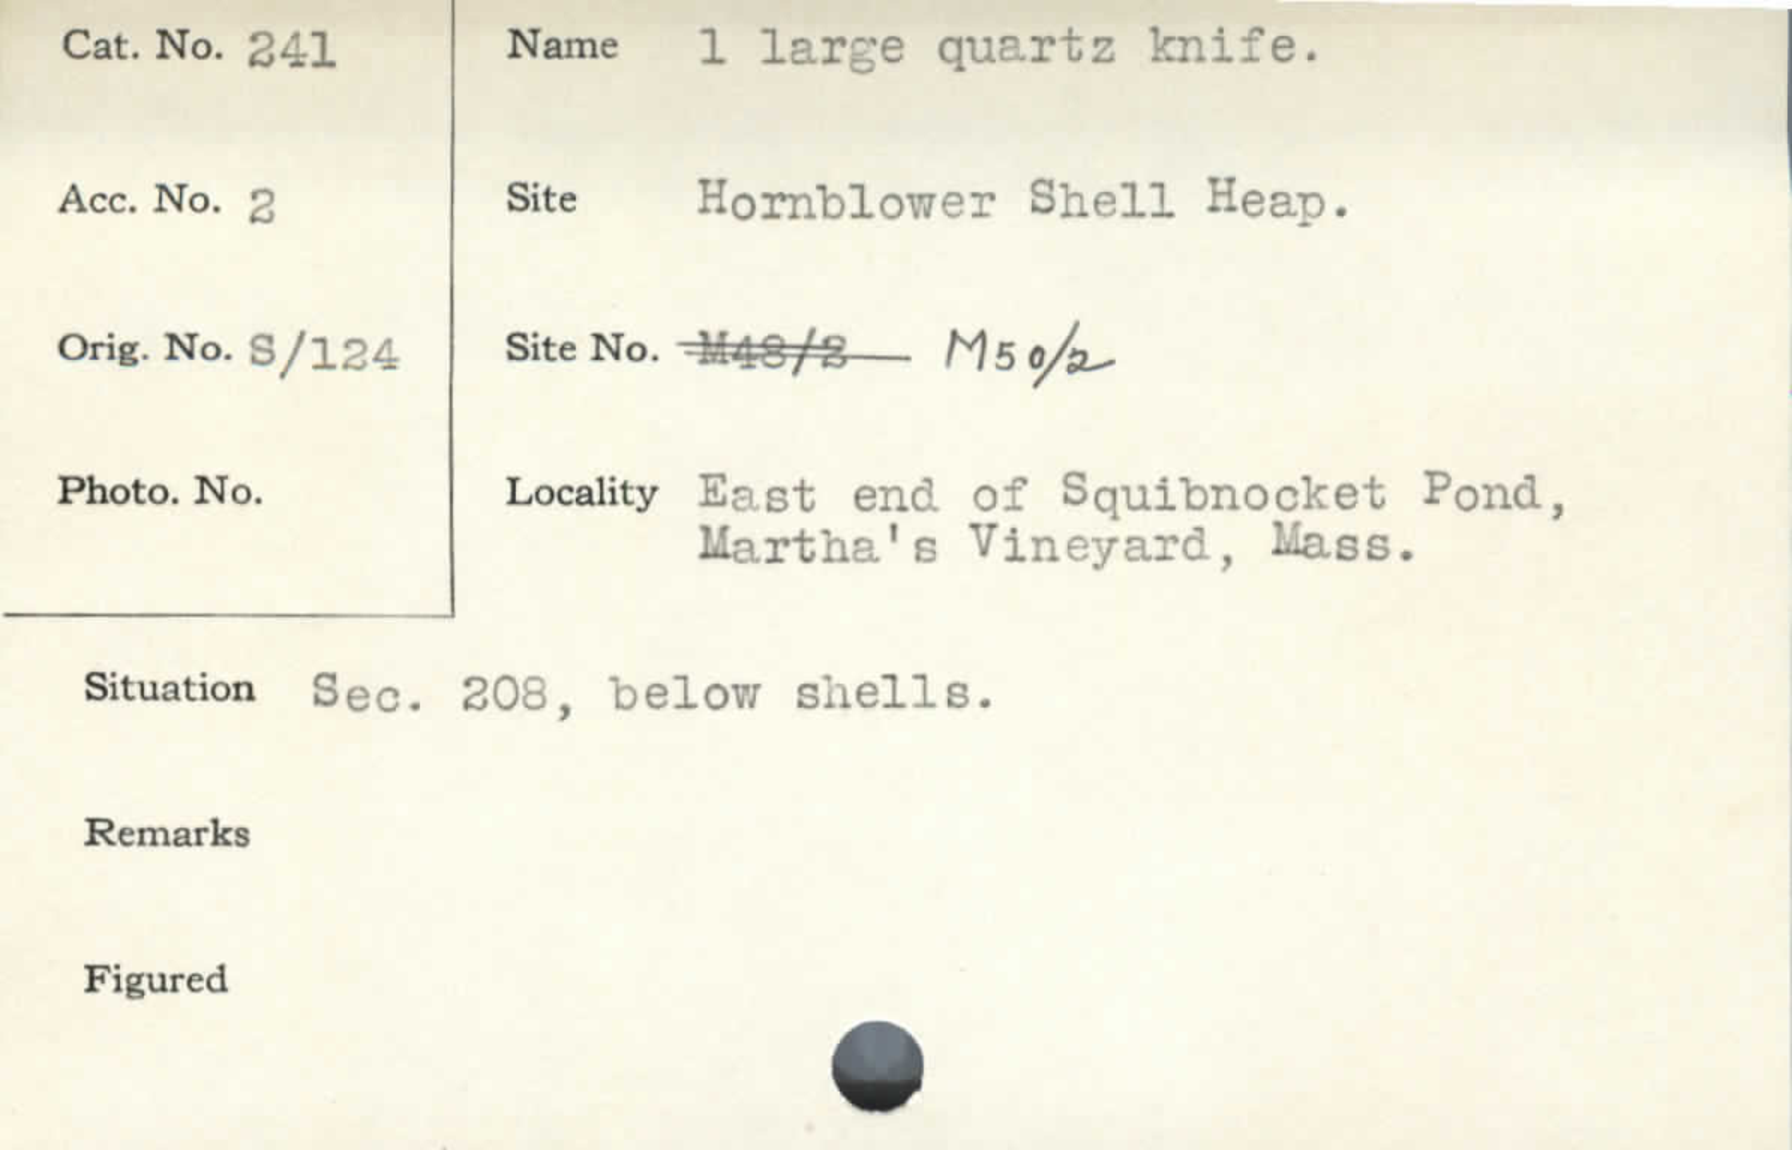 Cat. No. 241
Name 1 large quartz knife.
Acc. No. 2
Site Hornblower Shell Heap.
Orig. No. S/124
Site No. M48/2 M50/2
Photo. No.
Locality East end of Squibnocket Pond,
Martha's Vineyard, Mass.
Situation Sec. 208, below shells.
Remarks
Figured